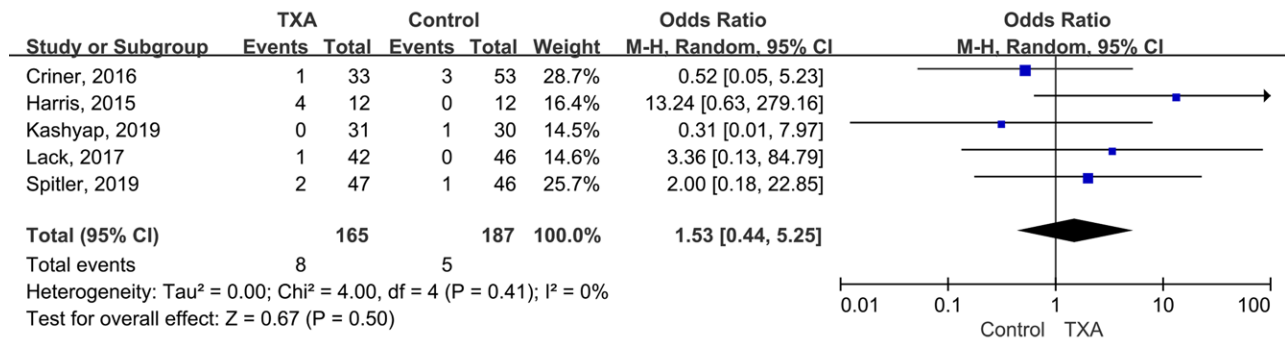 TXA Control Odds Ratio Odds Ratio
Study or Subgroup Events Total Events Total Weight M-H, Random, 95% CI M-H, Random, 95% CI
Criner, 2016 1 33 3 53 28.7% 0.52 [0.05, 5.23]
Harris, 2015 4 12 0 12 16.4% 13.24 [0.63, 279.16]
Kashyap, 2019 0 31 1 30 14.5% 0.31 [0.01, 7.97]
Lack, 2017 1 42 0 46 14.6% 3.36 [0.13, 84.79]
Spitler, 2019 2 47 1 46 25.7% 2.00 [0.18, 22.85]
Total (95% CI) 165 187 100.0% 1.53 [0.44, 5.25]
Total events 8 5
Heterogeneity: Tau² = 0.00; Chi² = 4.00, df = 4 (P = 0.41); I² = 0%
Test for overall effect: Z = 0.67 (P = 0.50)
0.01 0.1 1 10 100
Control TXA